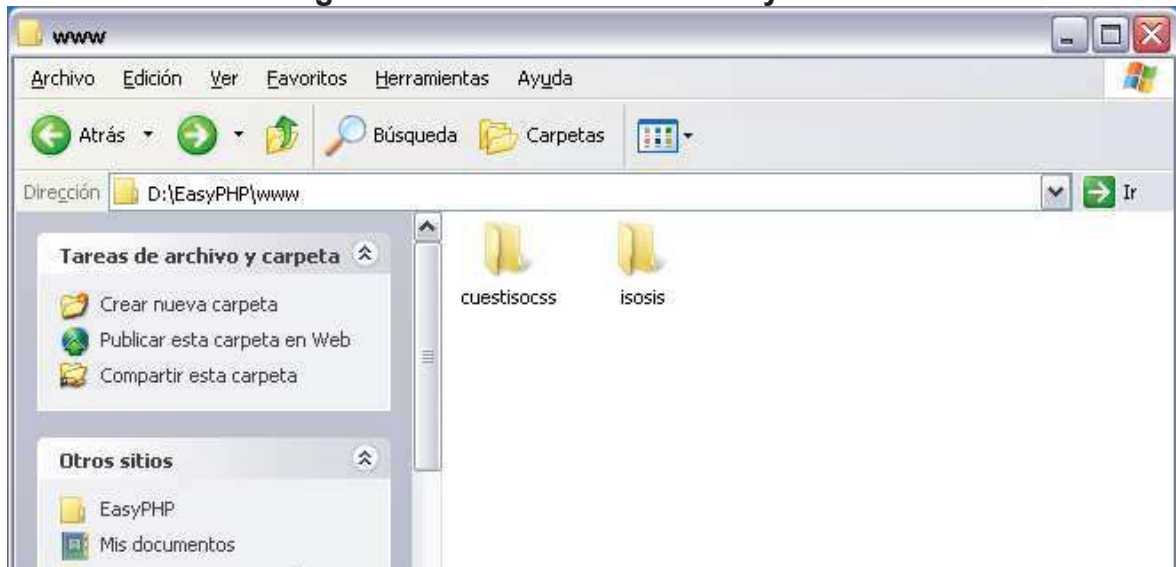 www
Archivo Edición Ver Favoritos Herramientas Ayuda
Atrás Búsqueda Carpetas
Dirección D:\EasyPHP\www Ir
Tareas de archivo y carpeta
Crear nueva carpeta
Publicar esta carpeta en Web
Compartir esta carpeta
Otros sitios
EasyPHP
Mis documentos
cuestisocss isosis